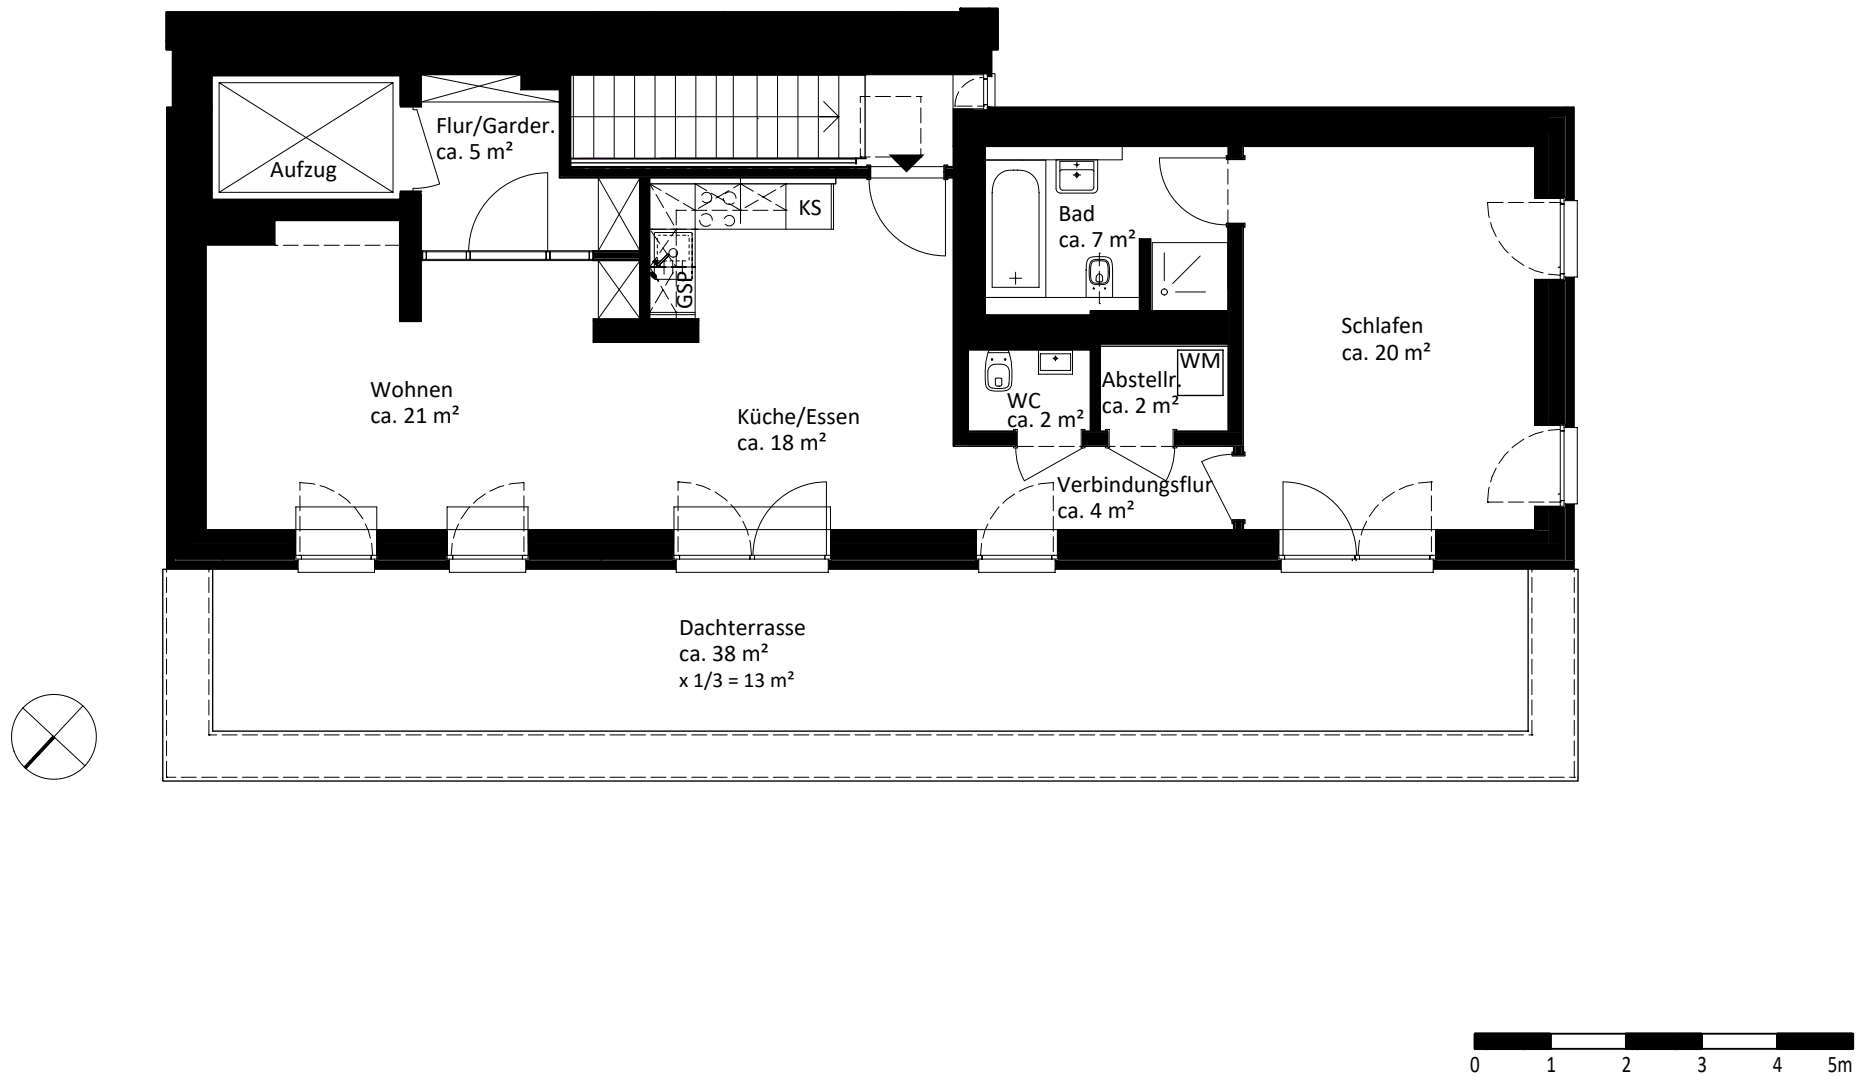 Flur/Garder.
ca. 5 m²
Aufzug
KS
GSP
Bad
ca. 7 m²
Schlafen
ca. 20 m²
WM
Abstellr.
ca. 2 m²
WC
ca. 2 m²
Wohnen
ca. 21 m²
Küche/Essen
ca. 18 m²
Verbindungsflur
ca. 4 m²
Dachterrasse
ca. 38 m²
x 1/3 = 13 m²
0 1 2 3 4 5m